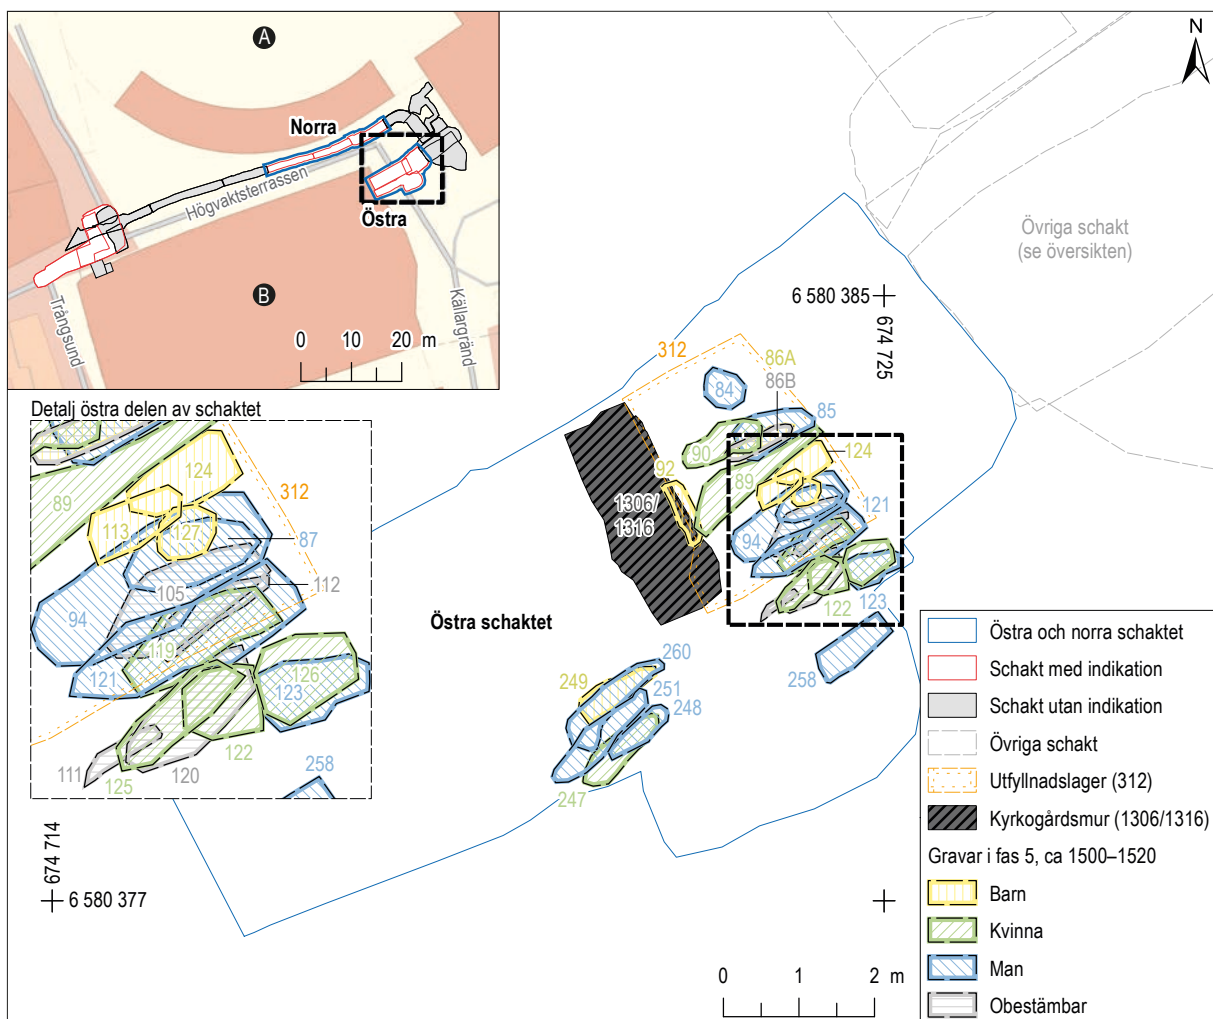 A
Norra
Högvaktsterrassen
Östra
B
Trångsund
Källargränd
0 10 20 m
N
Övriga schakt
(se översikten)
6 580 385
674 725
312
86A
86B
84
85
90
124
92
89
121
1306/
1316
94
122
123
Östra schaktet
258
260
249
251
248
247
Detalj östra delen av schaktet
124
89
312
113
127
87
112
105
94
119
121
126
123
122
111
120
125
258
674 714
6 580 377
0 1 2 m
Östra och norra schaktet
Schakt med indikation
Schakt utan indikation
Övriga schakt
Utfyllnadslager (312)
Kyrkogårdsmur (1306/1316)
Gravar i fas 5, ca 1500–1520
Barn
Kvinna
Man
Obestämbar